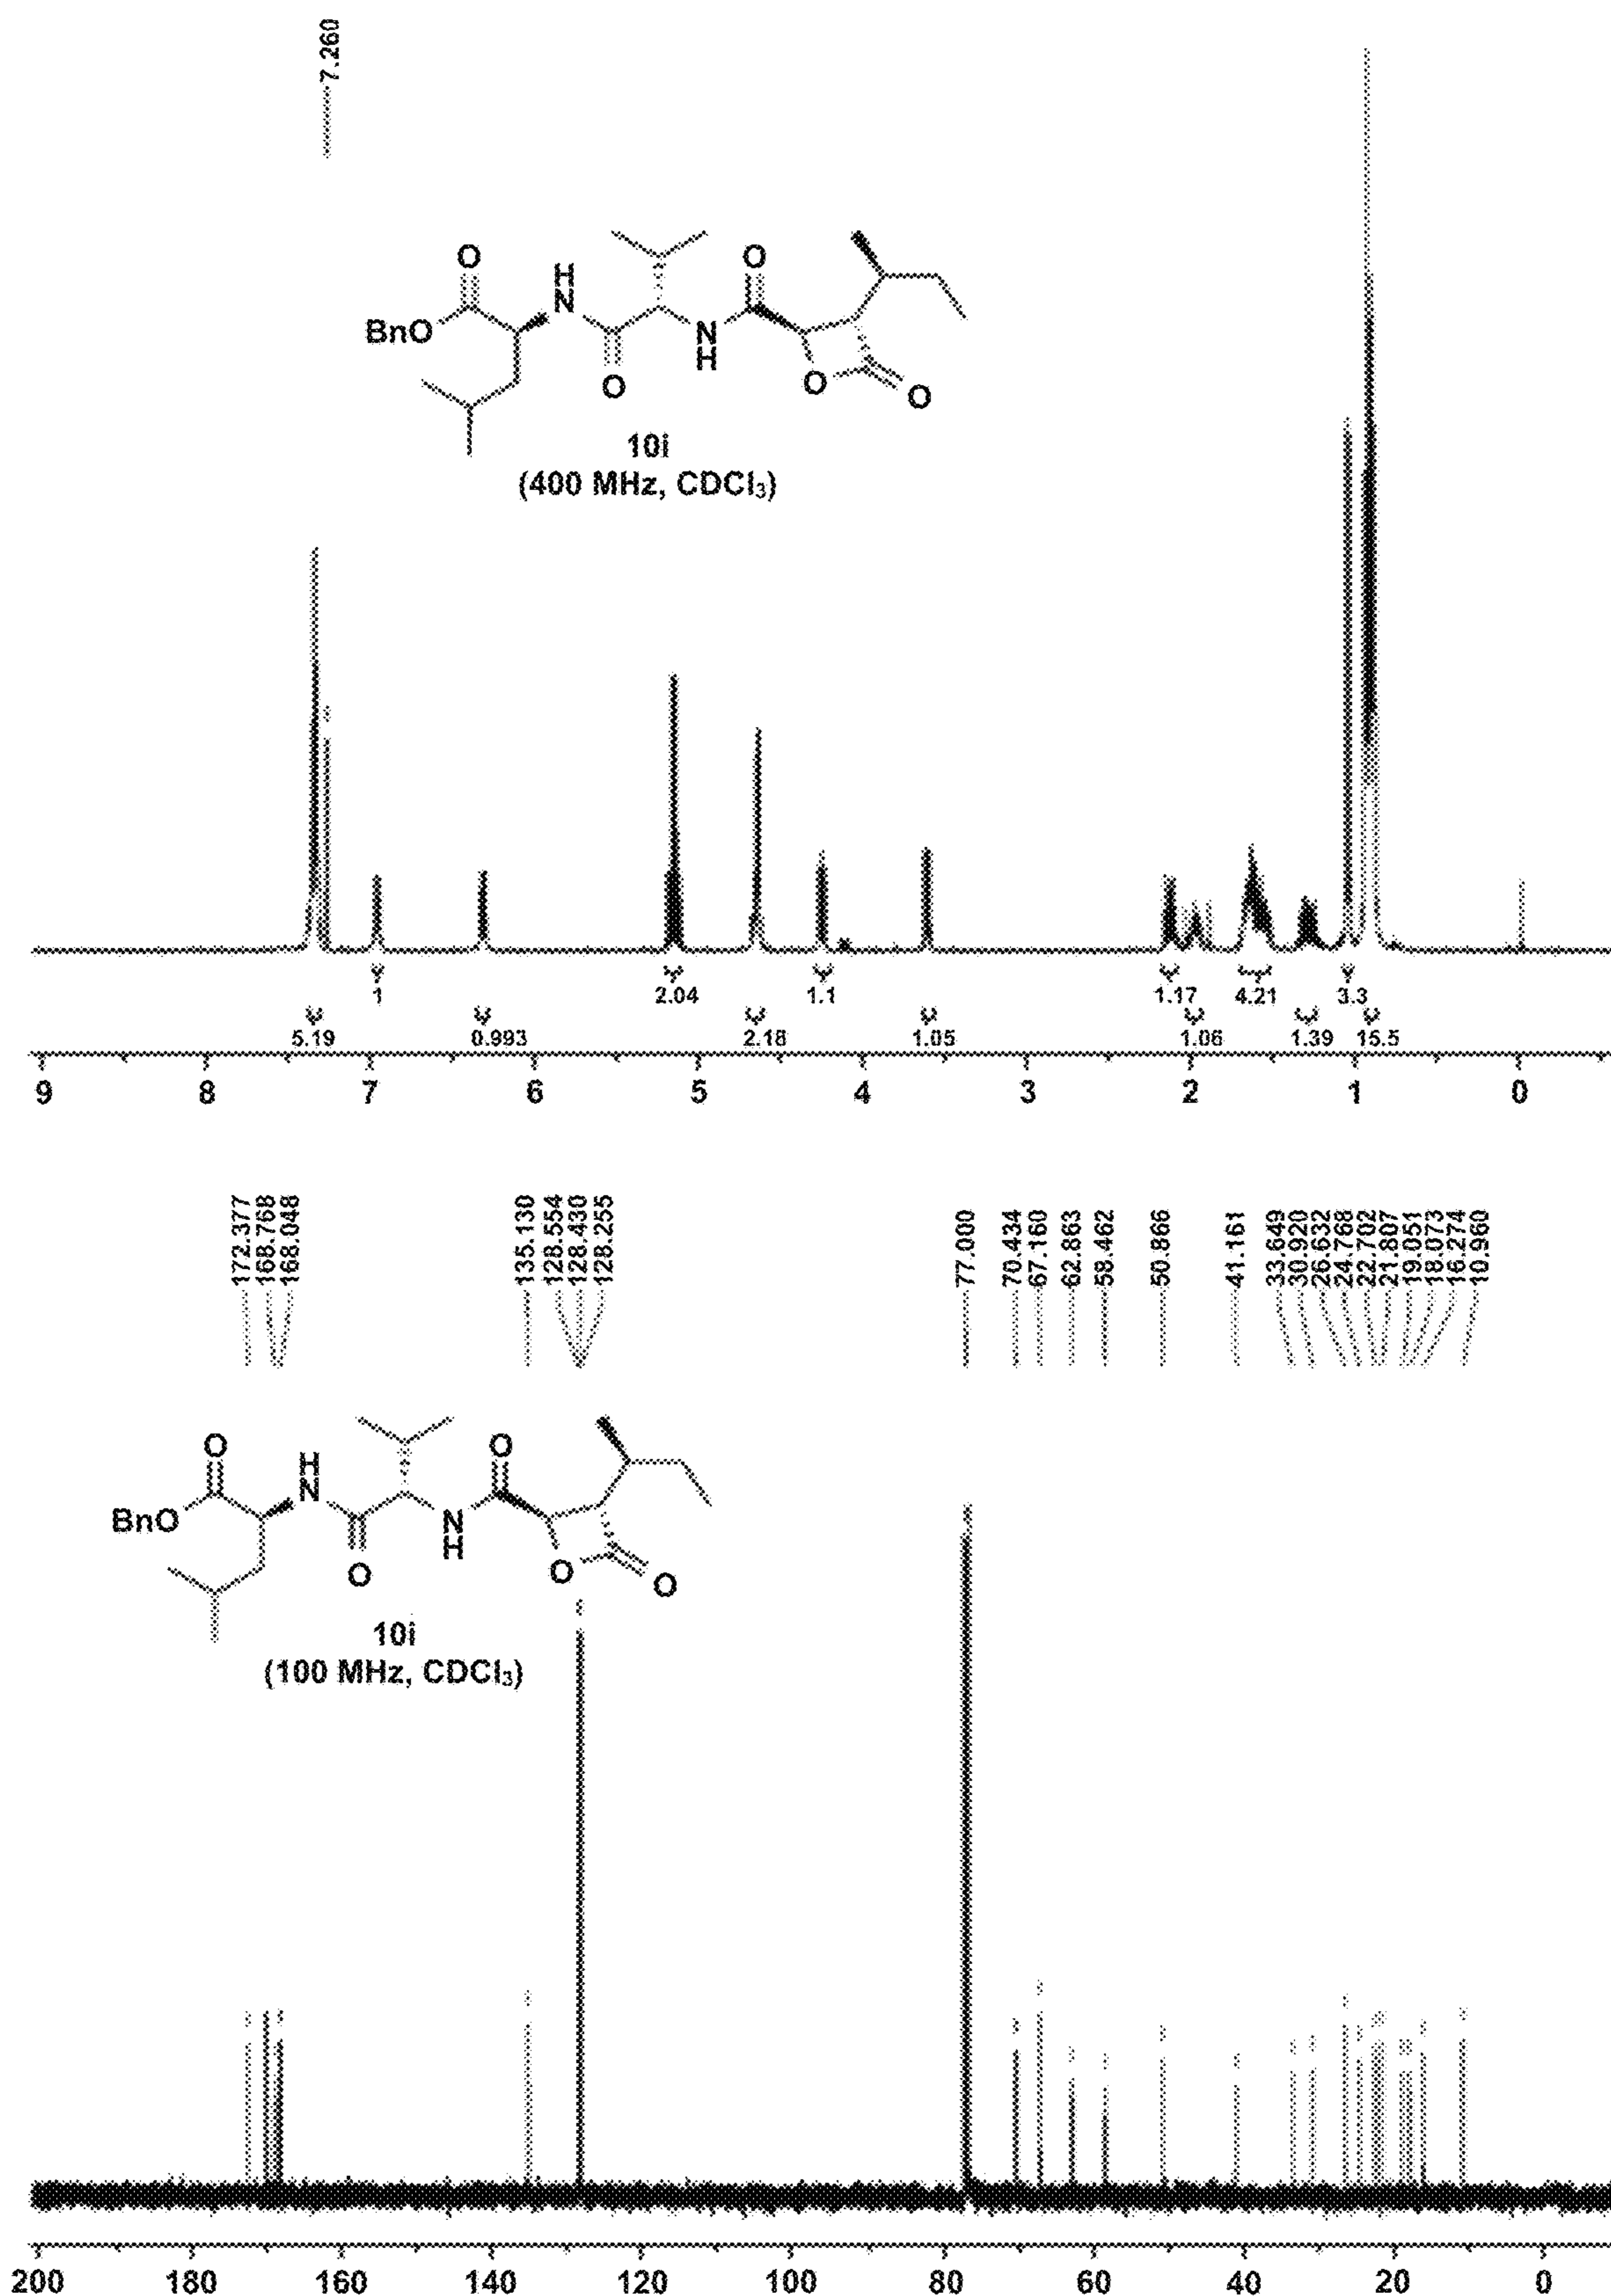 7.260
O
H
N
O
BnO
N
H
O
O
O
10i
(400 MHz, CDCl₃)
1
2.04
1.1
1.17
4.21
3.3
5.19
0.993
2.18
1.05
1.06
1.39
15.5
9 8 7 6 5 4 3 2 1 0
172.377
168.768
168.048
135.130
128.554
128.430
128.255
77.000
70.434
67.160
62.863
58.462
50.866
41.161
33.649
30.920
26.632
24.768
22.702
21.807
19.051
18.073
16.274
10.960
O
H
N
O
BnO
N
H
O
O
O
10i
(100 MHz, CDCl₃)
200 180 160 140 120 100 80 60 40 20 0